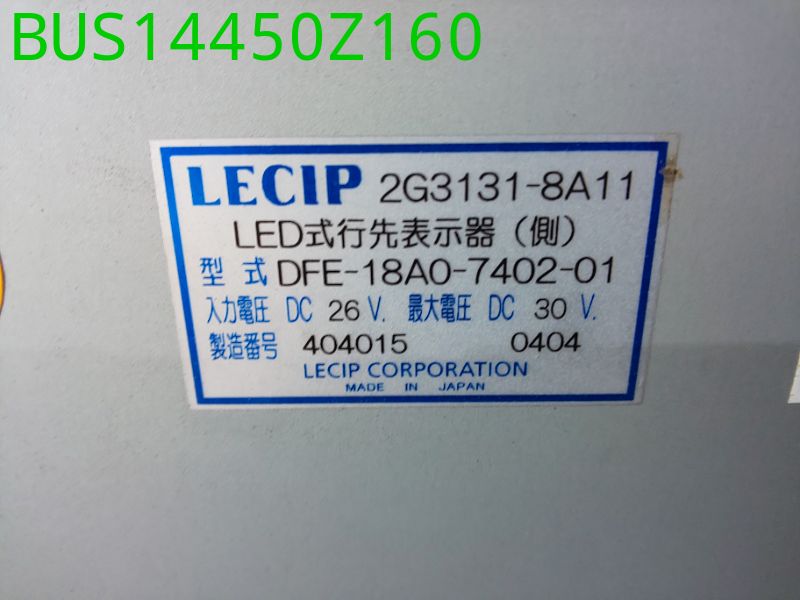 BUS14450Z160
LECIP 2G3131-8A11
LED式行先表示器（側）
型式 DFE-18A0-7402-01
入力電圧 DC 26 V. 最大電圧 DC 30 V.
製造番号 404015 0404
LECIP CORPORATION
MADE IN JAPAN